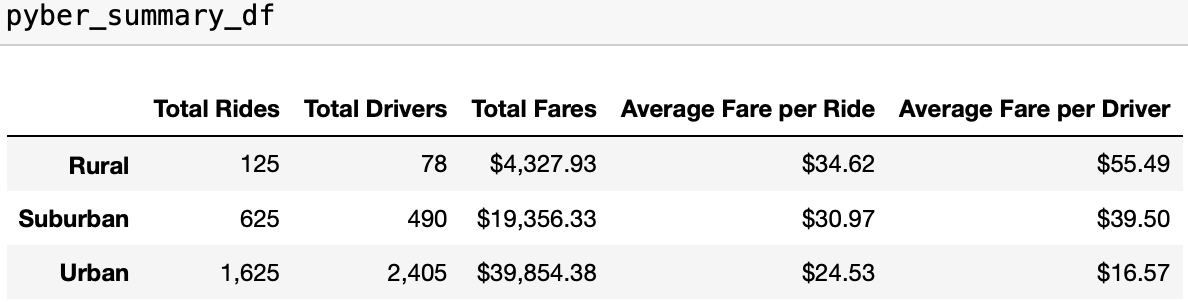 pyber_summary_df
Total Rides Total Drivers Total Fares Average Fare per Ride Average Fare per Driver
Rural 125 78 $4,327.93 $34.62 $55.49
Suburban 625 490 $19,356.33 $30.97 $39.50
Urban 1,625 2,405 $39,854.38 $24.53 $16.57